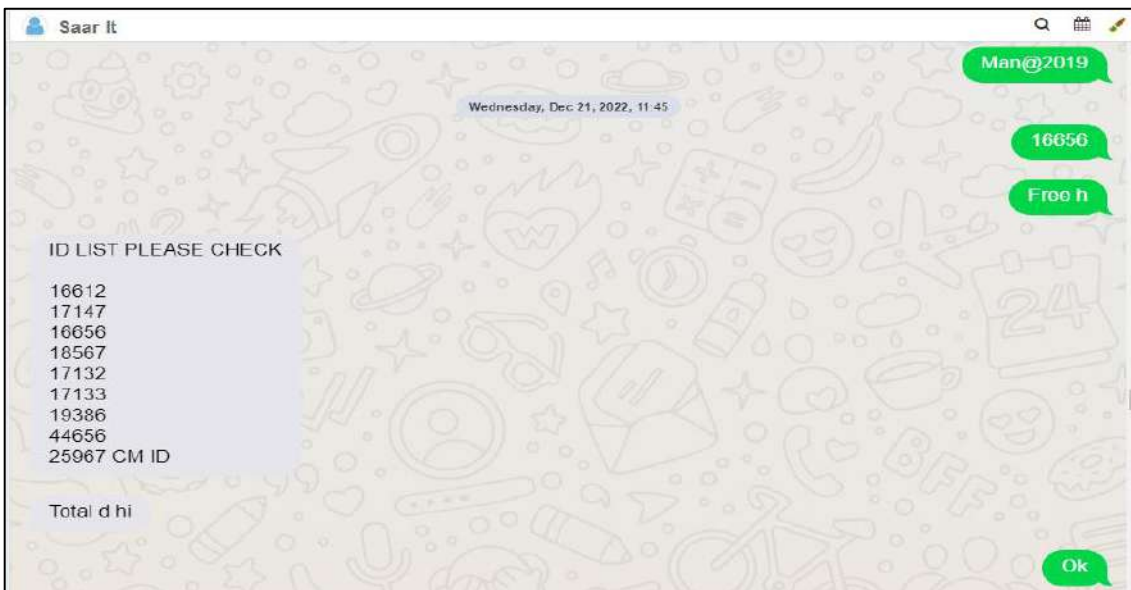 Saar It
Man@2019
Wednesday, Dec 21, 2022, 11:45
16656
Free h
ID LIST PLEASE CHECK
16612
17147
16656
18567
17132
17133
19386
44656
25967 CM ID
Total d hi
Ok